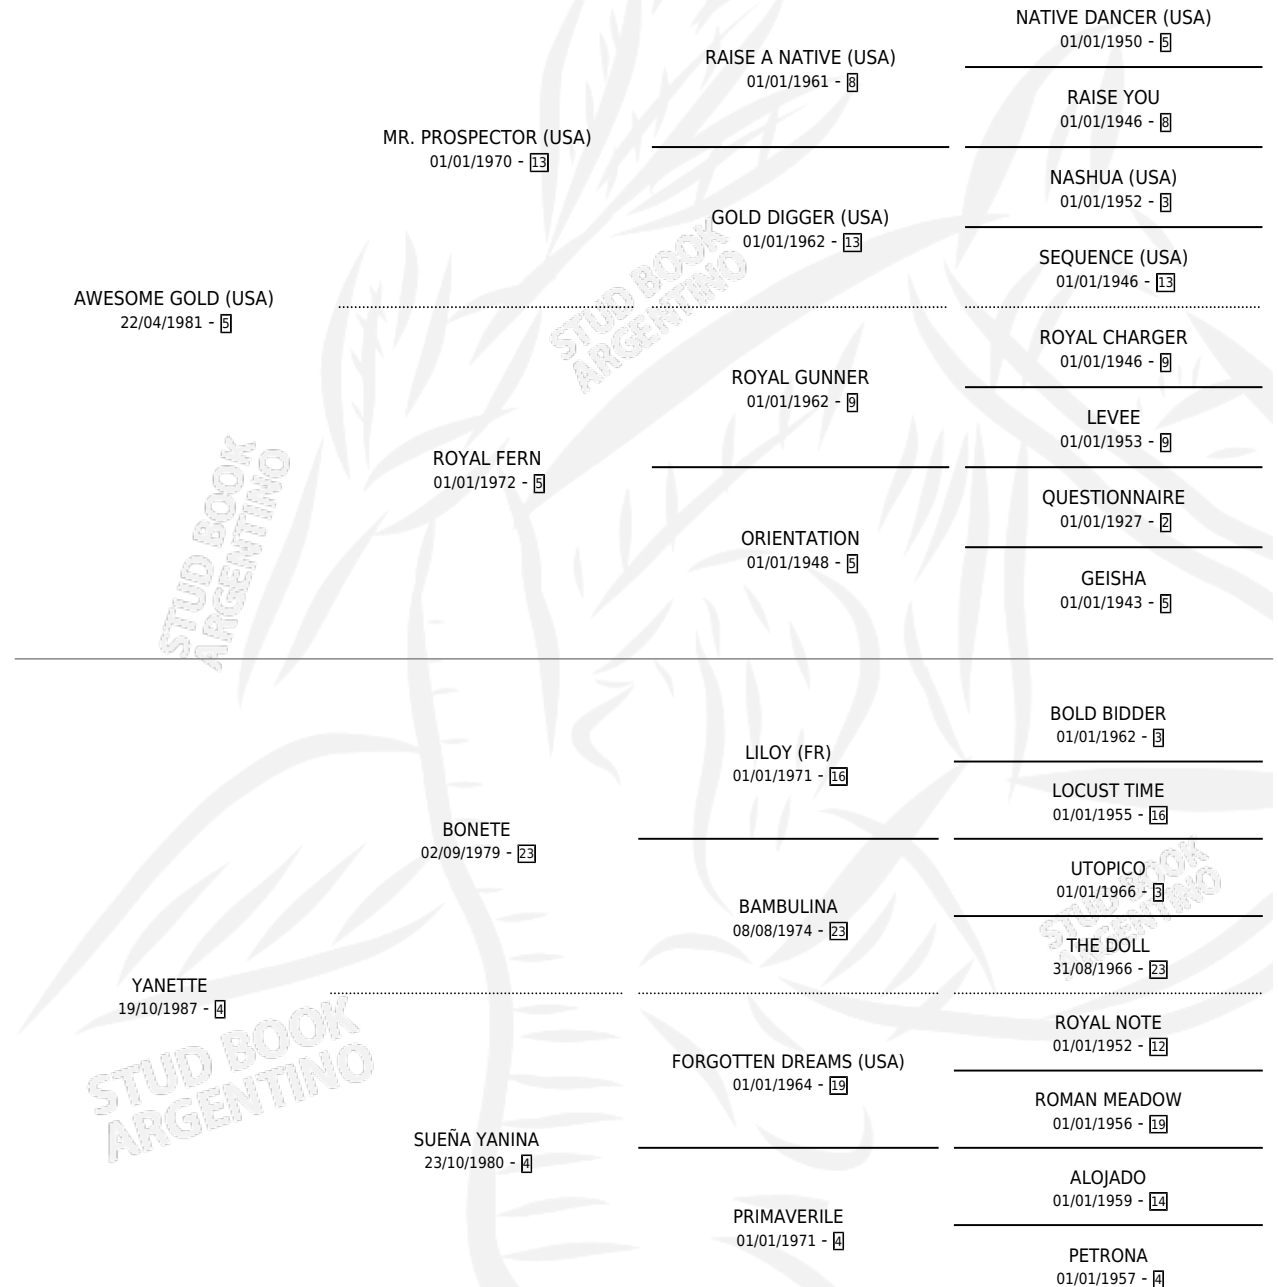 NATIVE DANCER (USA)
01/01/1950 - 5
RAISE A NATIVE (USA)
01/01/1961 - 8
RAISE YOU
01/01/1946 - 8
MR. PROSPECTOR (USA)
01/01/1970 - 13
NASHUA (USA)
01/01/1952 - 3
GOLD DIGGER (USA)
01/01/1962 - 13
SEQUENCE (USA)
01/01/1946 - 13
AWESOME GOLD (USA)
22/04/1981 - 5
STUD BOOK
ARGENTINO
ROYAL CHARGER
01/01/1946 - 9
ROYAL GUNNER
01/01/1962 - 9
LEVEE
01/01/1953 - 9
ROYAL FERN
01/01/1972 - 5
QUESTIONNAIRE
01/01/1927 - 2
ORIENTATION
01/01/1948 - 5
GEISHA
01/01/1943 - 5
STUD BOOK
ARGENTINO
BOLD BIDDER
01/01/1962 - 3
LILOY (FR)
01/01/1971 - 16
LOCUST TIME
01/01/1955 - 16
BONETE
02/09/1979 - 23
UTOPICO
01/01/1966 - 3
BAMBULINA
08/08/1974 - 23
THE DOLL
31/08/1966 - 23
STUD BOOK
ARGENTINO
YANETTE
19/10/1987 - 4
STUD BOOK
ARGENTINO
ROYAL NOTE
01/01/1952 - 12
FORGOTTEN DREAMS (USA)
01/01/1964 - 19
ROMAN MEADOW
01/01/1956 - 19
SUEÑA YANINA
23/10/1980 - 4
ALOJADO
01/01/1959 - 14
PRIMAVERILE
01/01/1971 - 4
PETRONA
01/01/1957 - 4